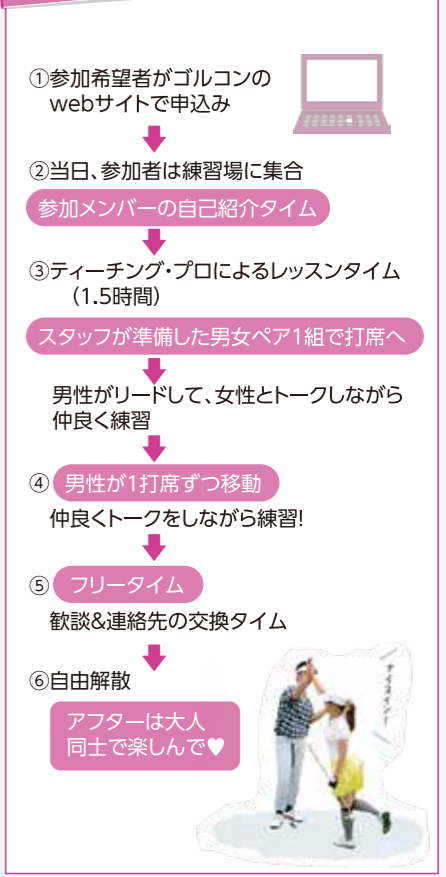 ①参加希望者がゴルコンの
webサイトで申込み
②当日、参加者は練習場に集合
参加メンバーの自己紹介タイム
③ティーチング・プロによるレッスンタイム
(1.5時間)
スタッフが準備した男女ペア1組で打席へ
男性がリードして、女性とトークしながら
仲良く練習
④ 男性が1打席ずつ移動
仲良くトークをしながら練習!
⑤ フリータイム
歓談&連絡先の交換タイム
⑥自由解散
アフターは大人
同士で楽しんで♥
ナイスイン!